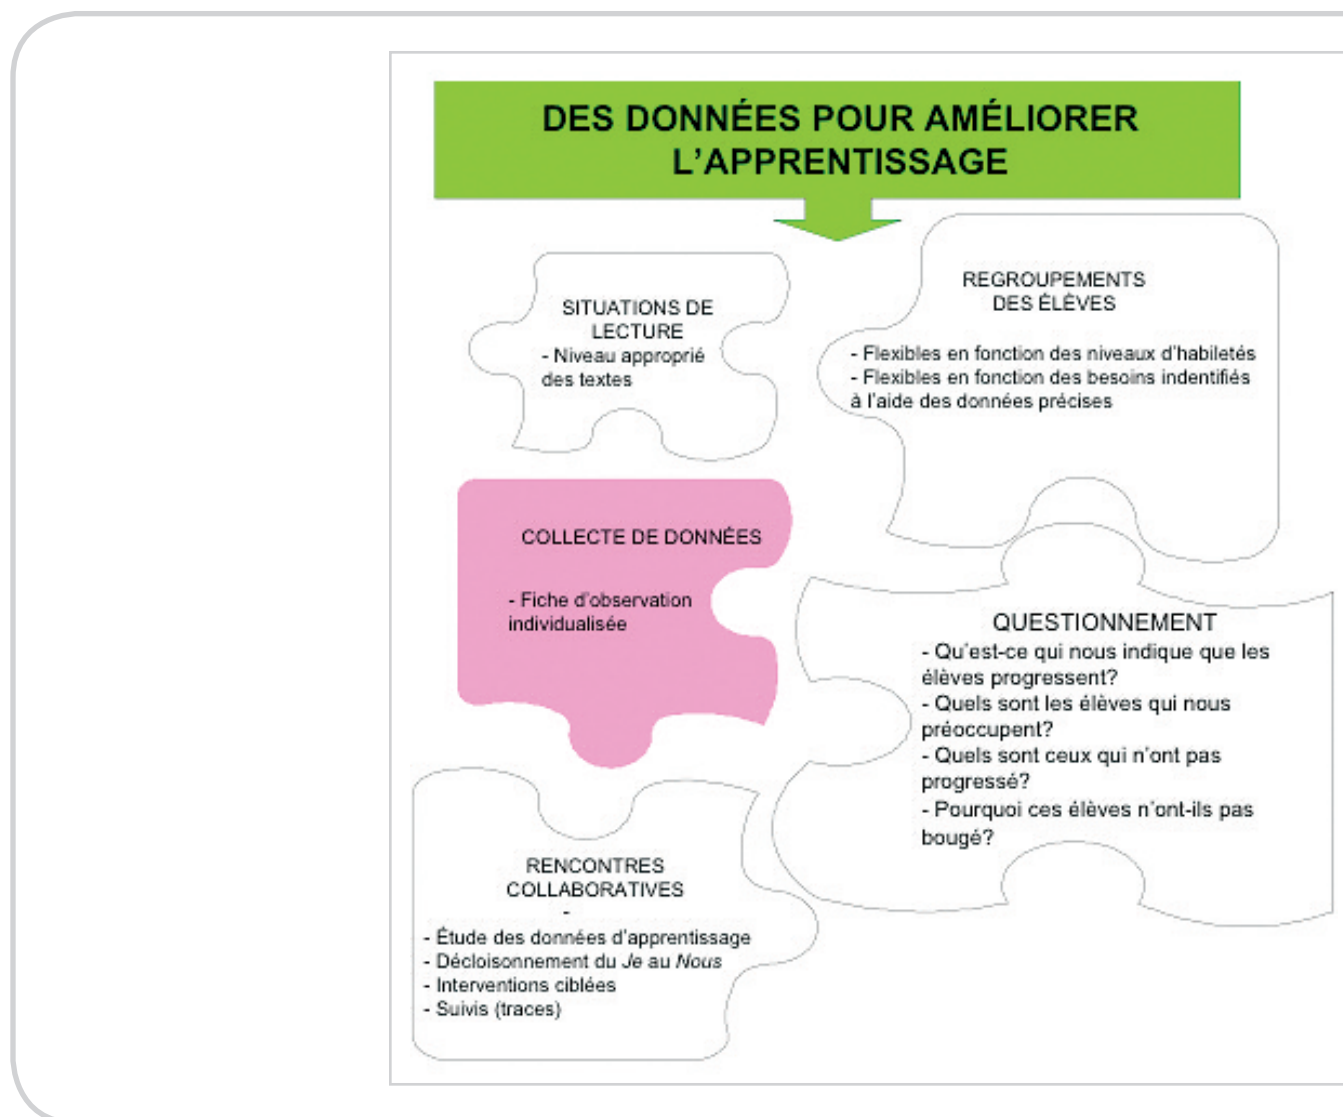 DES DONNÉES POUR AMÉLIORER
L'APPRENTISSAGE
SITUATIONS DE
LECTURE
- Niveau approprié
des textes
REGROUPEMENTS
DES ÉLÈVES
- Flexibles en fonction des niveaux d'habiletés
- Flexibles en fonction des besoins indentifiés
à l'aide des données précises
COLLECTE DE DONNÉES
- Fiche d'observation
individualisée
QUESTIONNEMENT
- Qu'est-ce qui nous indique que les
élèves progressent?
- Quels sont les élèves qui nous
préoccupent?
- Quels sont ceux qui n'ont pas
progressé?
- Pourquoi ces élèves n'ont-ils pas
bougé?
RENCONTRES
COLLABORATIVES
-
- Étude des données d'apprentissage
- Décloisonnement du Je au Nous
- Interventions ciblées
- Suivis (traces)